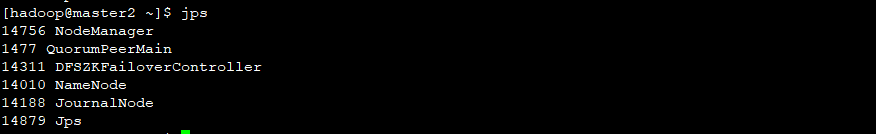 [hadoop@master2 ~]$ jps
14756 NodeManager
1477 QuorumPeerMain
14311 DFSZKFailoverController
14010 NameNode
14188 JournalNode
14879 Jps